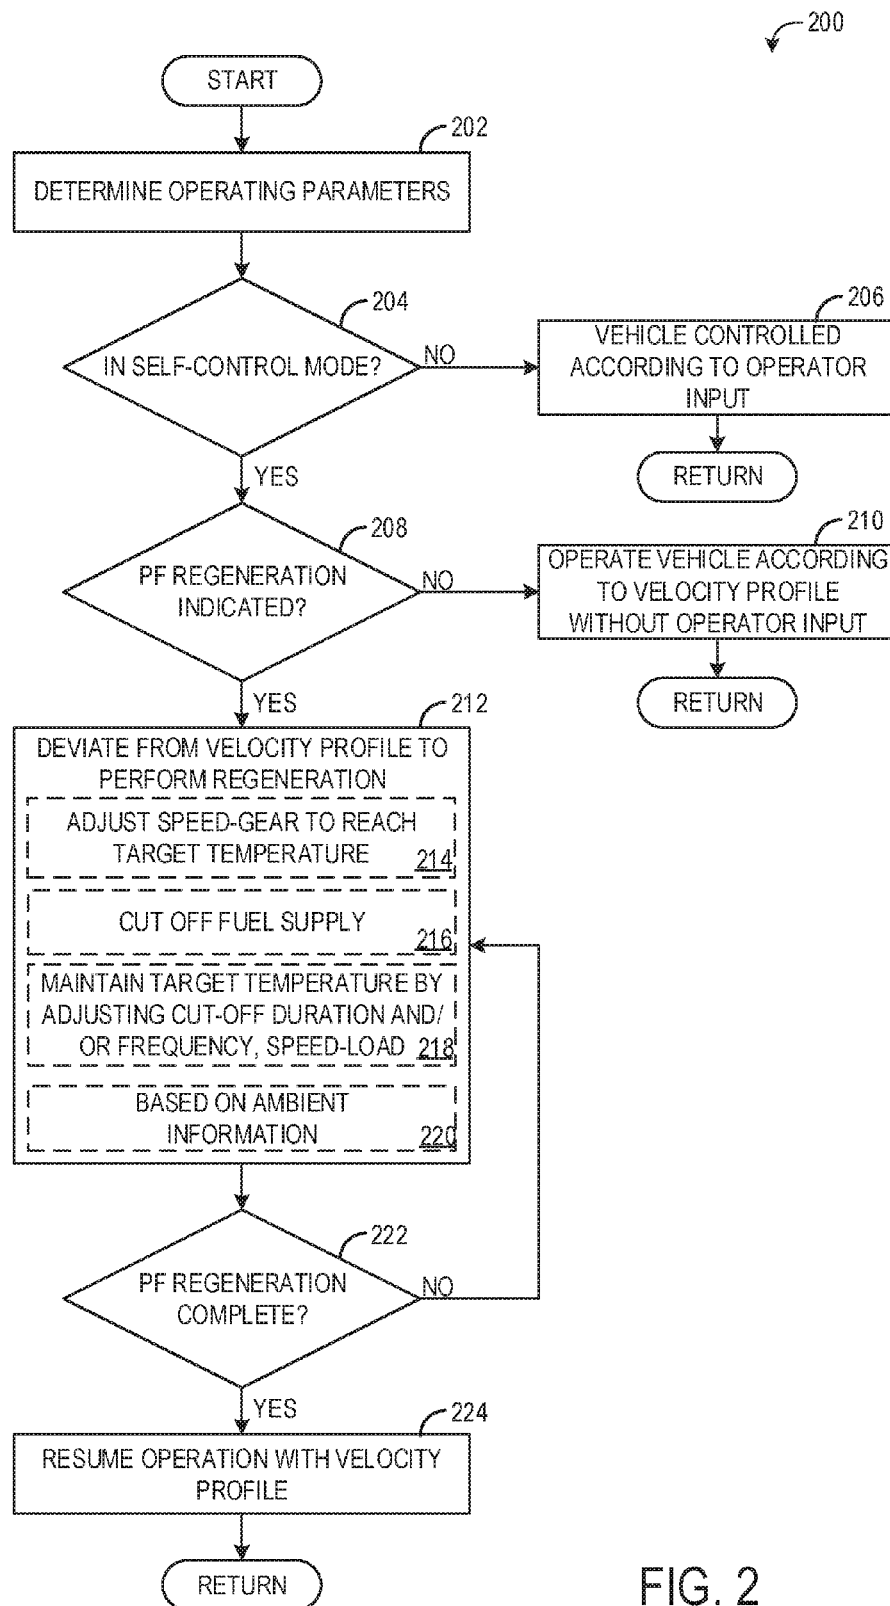 200
START
202
DETERMINE OPERATING PARAMETERS
204
IN SELF-CONTROL MODE?
NO
206
VEHICLE CONTROLLED
ACCORDING TO OPERATOR
INPUT
RETURN
YES
208
PF REGENERATION
INDICATED?
NO
210
OPERATE VEHICLE ACCORDING
TO VELOCITY PROFILE
WITHOUT OPERATOR INPUT
RETURN
YES
212
DEVIATE FROM VELOCITY PROFILE TO
PERFORM REGENERATION
ADJUST SPEED-GEAR TO REACH
TARGET TEMPERATURE
214
CUT OFF FUEL SUPPLY
216
MAINTAIN TARGET TEMPERATURE BY
ADJUSTING CUT-OFF DURATION AND/
OR FREQUENCY, SPEED-LOAD 218
BASED ON AMBIENT
INFORMATION 220
222
PF REGENERATION
COMPLETE?
NO
YES
224
RESUME OPERATION WITH VELOCITY
PROFILE
RETURN
FIG. 2